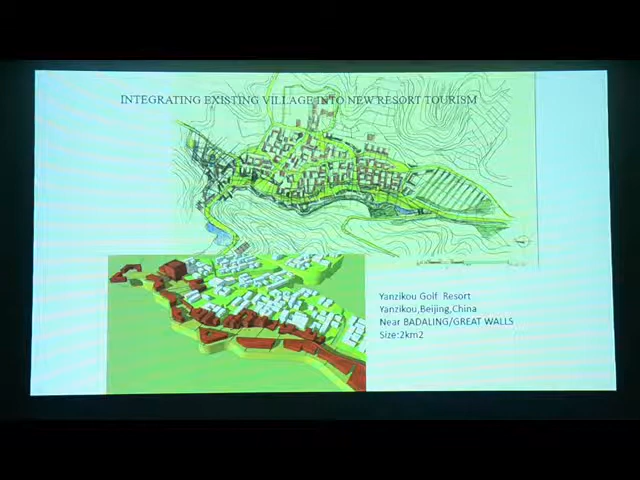 INTEGRATING EXISTING VILLAGE INTO NEW RESORT TOURISM
Yanzikou Golf Resort
Yanzikou,Beijing,China
Near BADALING/GREAT WALLS
Size:2km2